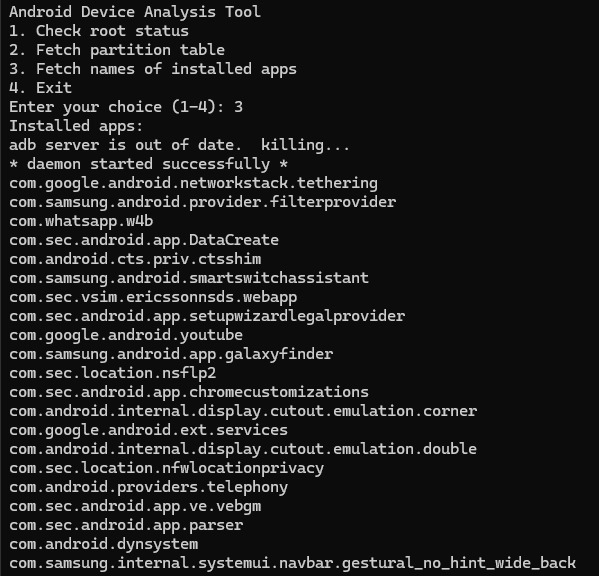 Android Device Analysis Tool
1. Check root status
2. Fetch partition table
3. Fetch names of installed apps
4. Exit
Enter your choice (1-4): 3
Installed apps:
adb server is out of date.  killing...
* daemon started successfully *
com.google.android.networkstack.tethering
com.samsung.android.provider.filterprovider
com.whatsapp.w4b
com.sec.android.app.DataCreate
com.android.cts.priv.ctsshim
com.samsung.android.smartswitchassistant
com.sec.vsim.ericssonnsds.webapp
com.sec.android.app.setupwizardlegalprovider
com.google.android.youtube
com.samsung.android.app.galaxyfinder
com.sec.location.nsflp2
com.sec.android.app.chromecustomizations
com.android.internal.display.cutout.emulation.corner
com.google.android.ext.services
com.android.internal.display.cutout.emulation.double
com.sec.location.nfwlocationprivacy
com.android.providers.telephony
com.sec.android.app.ve.vebgm
com.sec.android.app.parser
com.android.dynsystem
com.samsung.internal.systemui.navbar.gestural_no_hint_wide_back